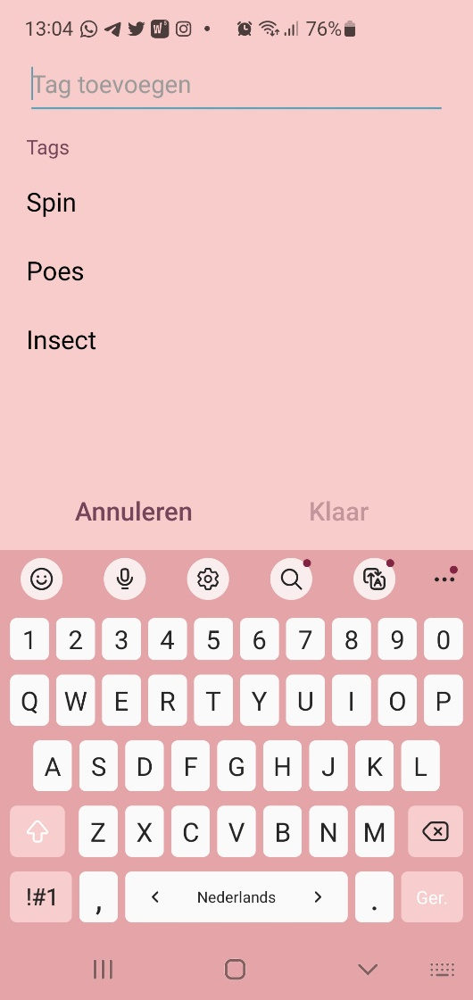 13:04 76%
Tag toevoegen
Tags
Spin
Poes
Insect
Annuleren Klaar
1 2 3 4 5 6 7 8 9 0
Q W E R T Y U I O P
A S D F G H J K L
Z X C V B N M
!#1 , < Nederlands > . Ger.